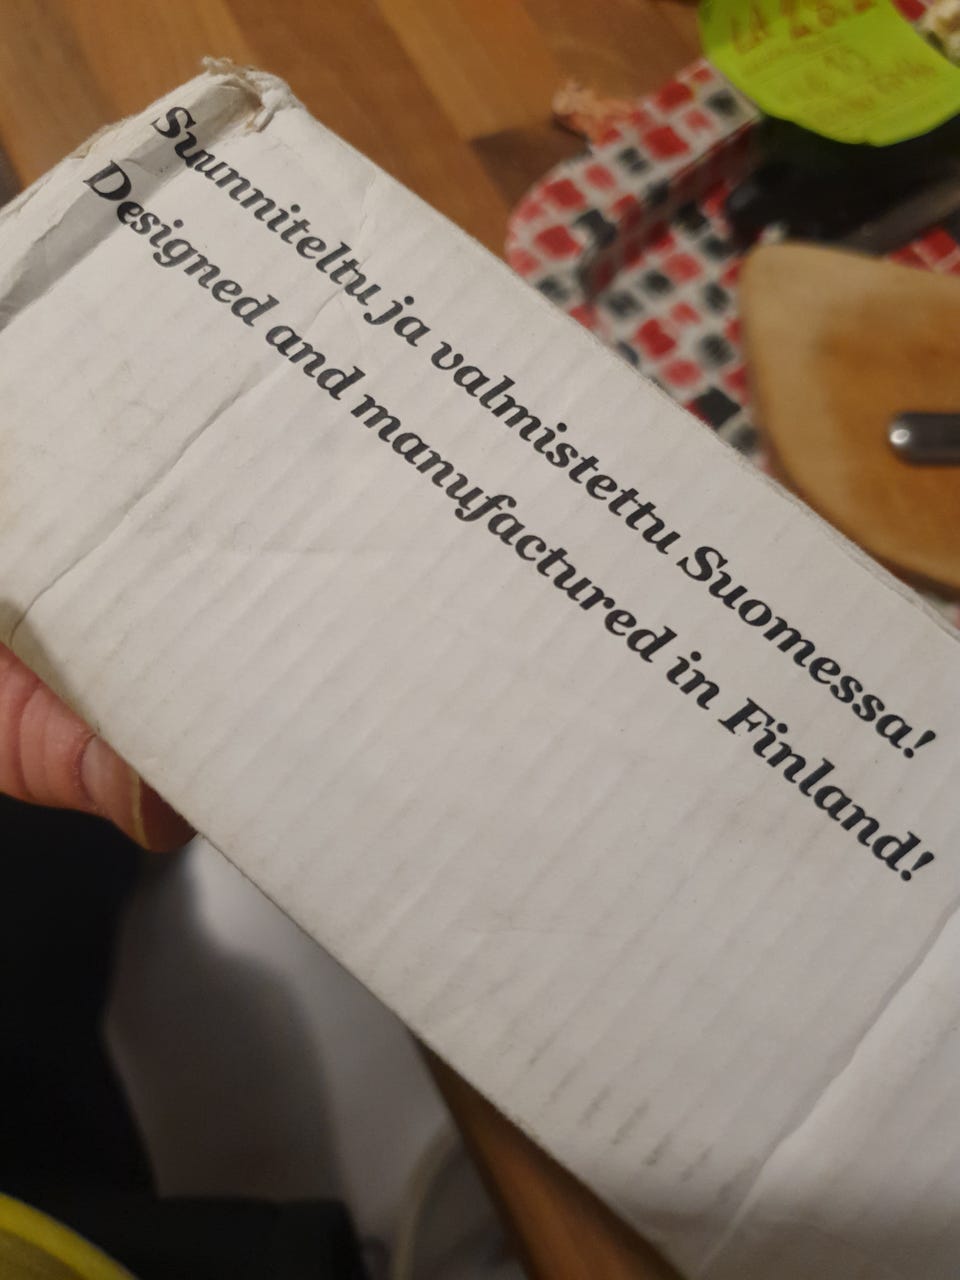 Suunniteltu ja valmistettu Suomessa!
Designed and manufactured in Finland!